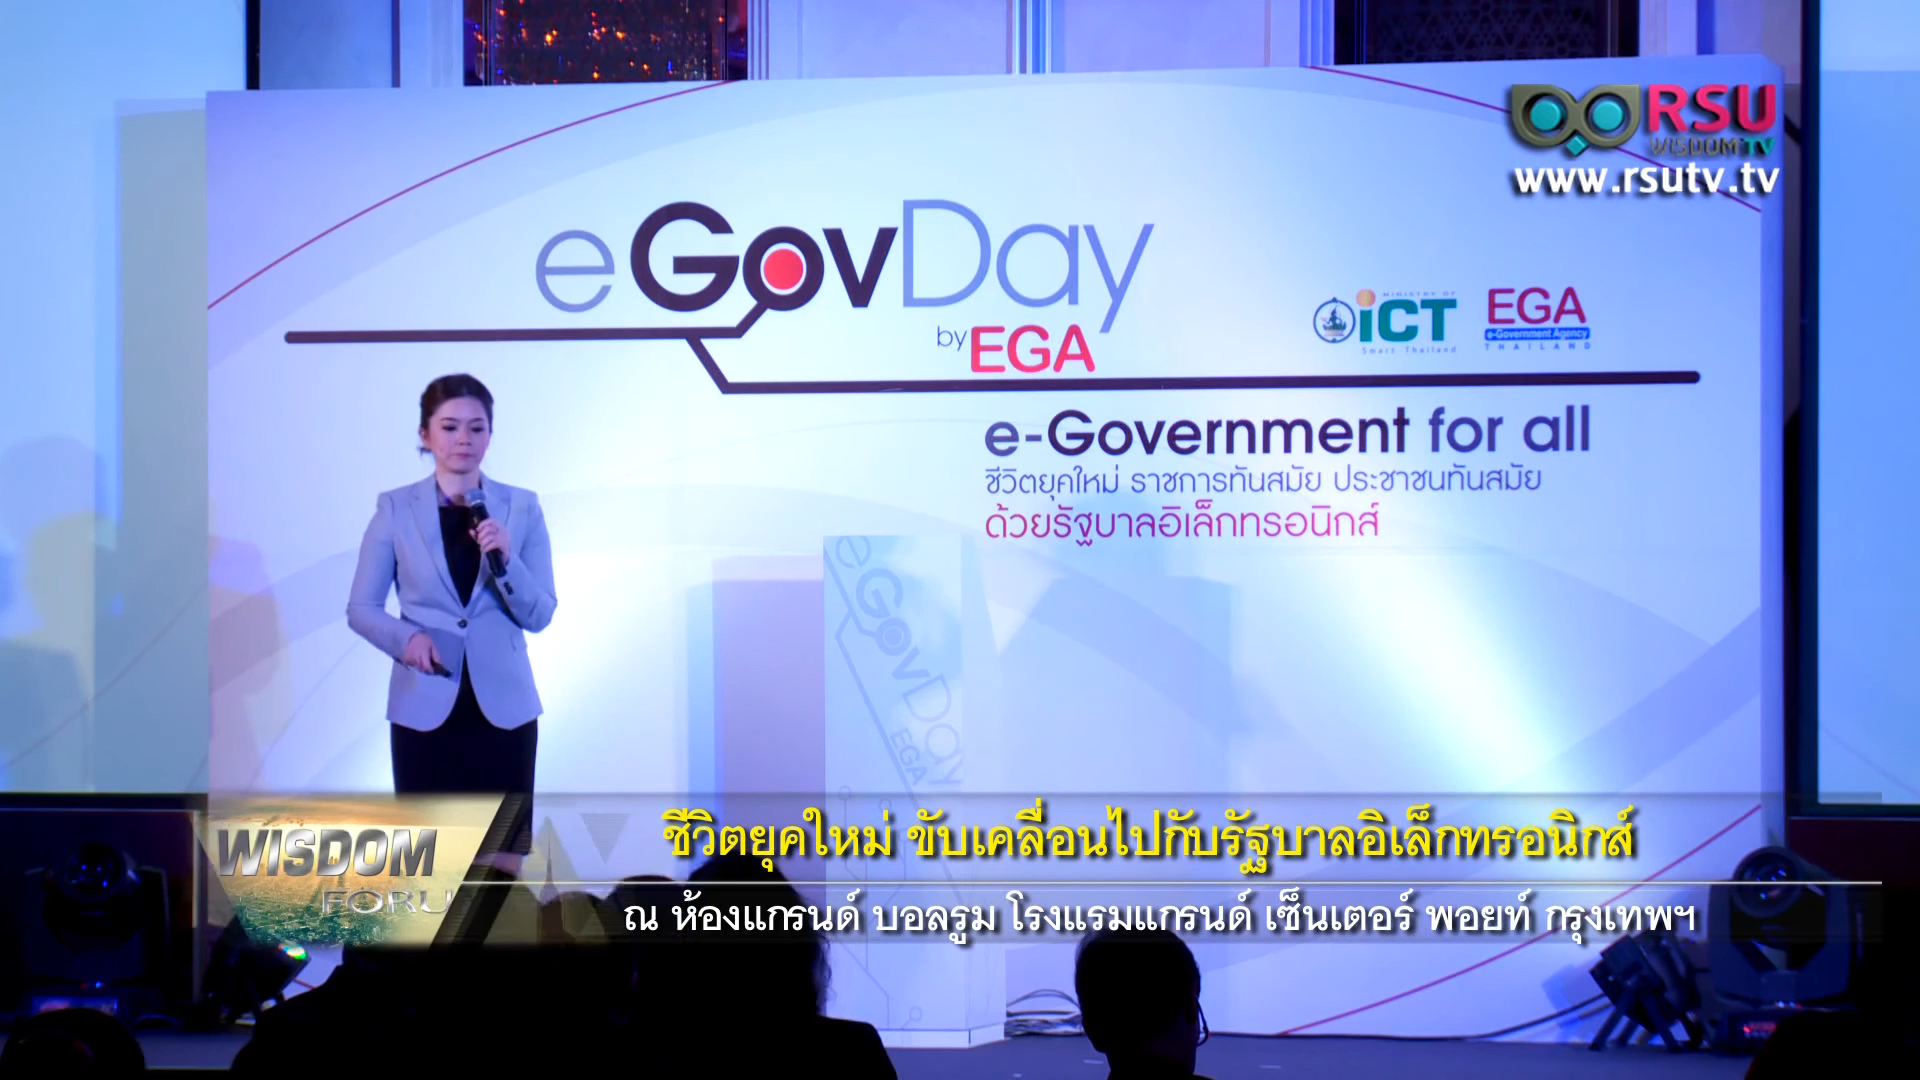 RSU
WISDOM TV
www.rsutv.tv
eGovDay
by EGA
MINISTRY OF
iCT
Smart Thailand
EGA
e-Government Agency
THAILAND
e-Government for all
ชีวิตยุคใหม่ ราชการทันสมัย ประชาชนทันสมัย
ด้วยรัฐบาลอิเล็กทรอนิกส์
eGovDay
EGA
WISDOM
FORU
ชีวิตยุคใหม่ ขับเคลื่อนไปกับรัฐบาลอิเล็กทรอนิกส์
ณ ห้องแกรนด์ บอลรูม โรงแรมแกรนด์ เซ็นเตอร์ พอยท์ กรุงเทพฯ